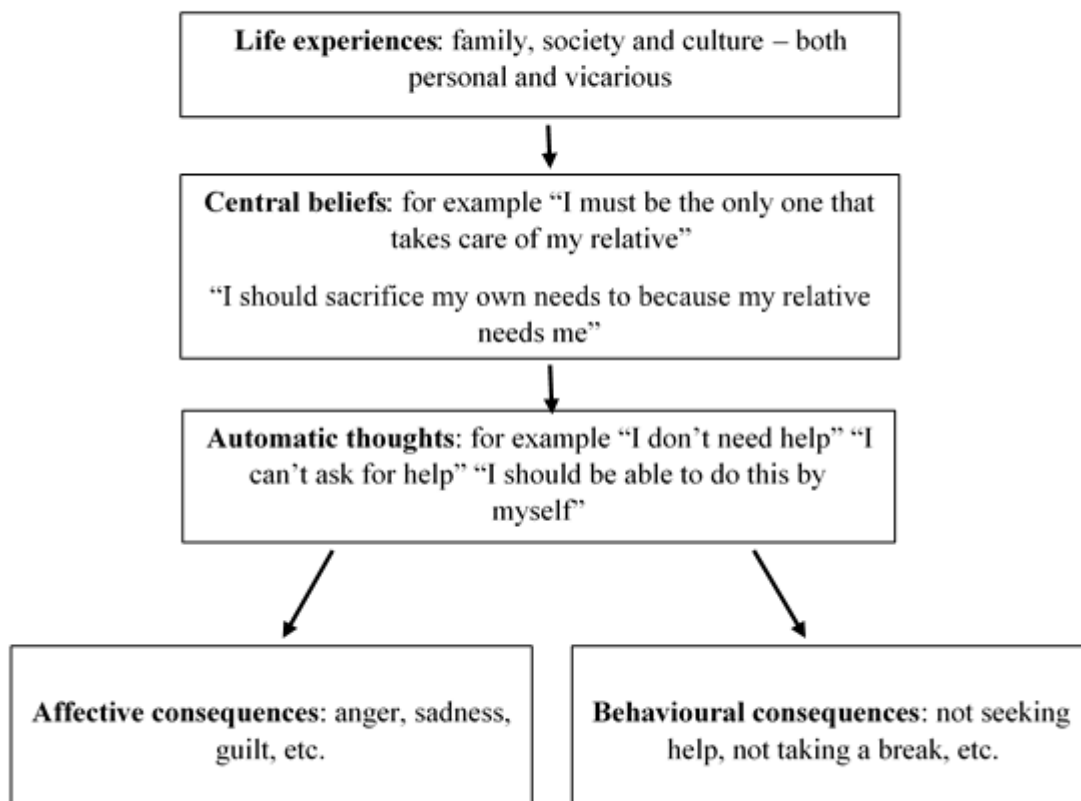 Life experiences: family, society and culture – both
personal and vicarious
Central beliefs: for example “I must be the only one that
takes care of my relative”
“I should sacrifice my own needs to because my relative
needs me”
Automatic thoughts: for example “I don’t need help” “I
can’t ask for help” “I should be able to do this by
myself”
Affective consequences: anger, sadness,
guilt, etc.
Behavioural consequences: not seeking
help, not taking a break, etc.